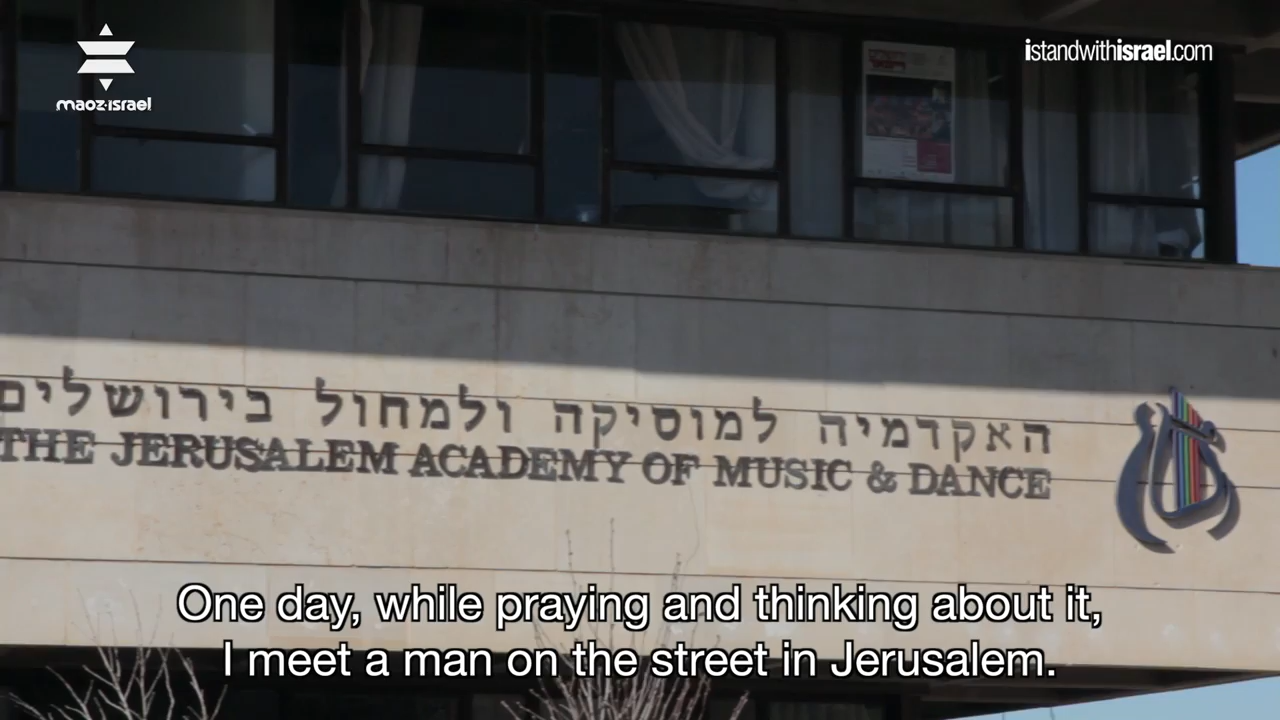 maoz·israel
istandwithisrael.com
האקדמיה למוסיקה ולמחול בירושלים
THE JERUSALEM ACADEMY OF MUSIC & DANCE
One day, while praying and thinking about it,
I meet a man on the street in Jerusalem.